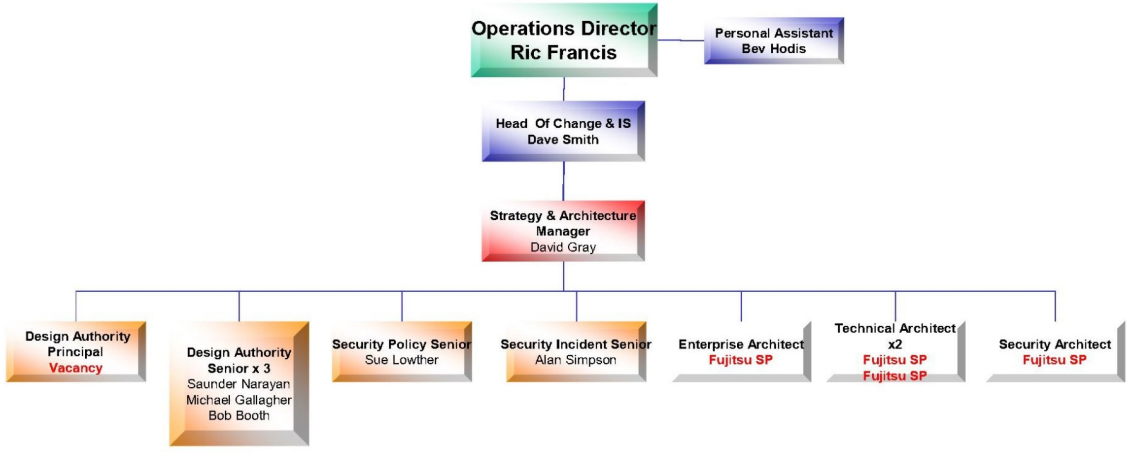 Operations Director
Ric Francis
Personal Assistant
Bev Hodis
Head Of Change & IS
Dave Smith
Strategy & Architecture
Manager
David Gray
Design Authority
Principal
Vacancy
Design Authority
Senior x 3
Saunder Narayan
Michael Gallagher
Bob Booth
Security Policy Senior
Sue Lowther
Security Incident Senior
Alan Simpson
Enterprise Architect
Fujitsu SP
Technical Architect
x2
Fujitsu SP
Fujitsu SP
Security Architect
Fujitsu SP